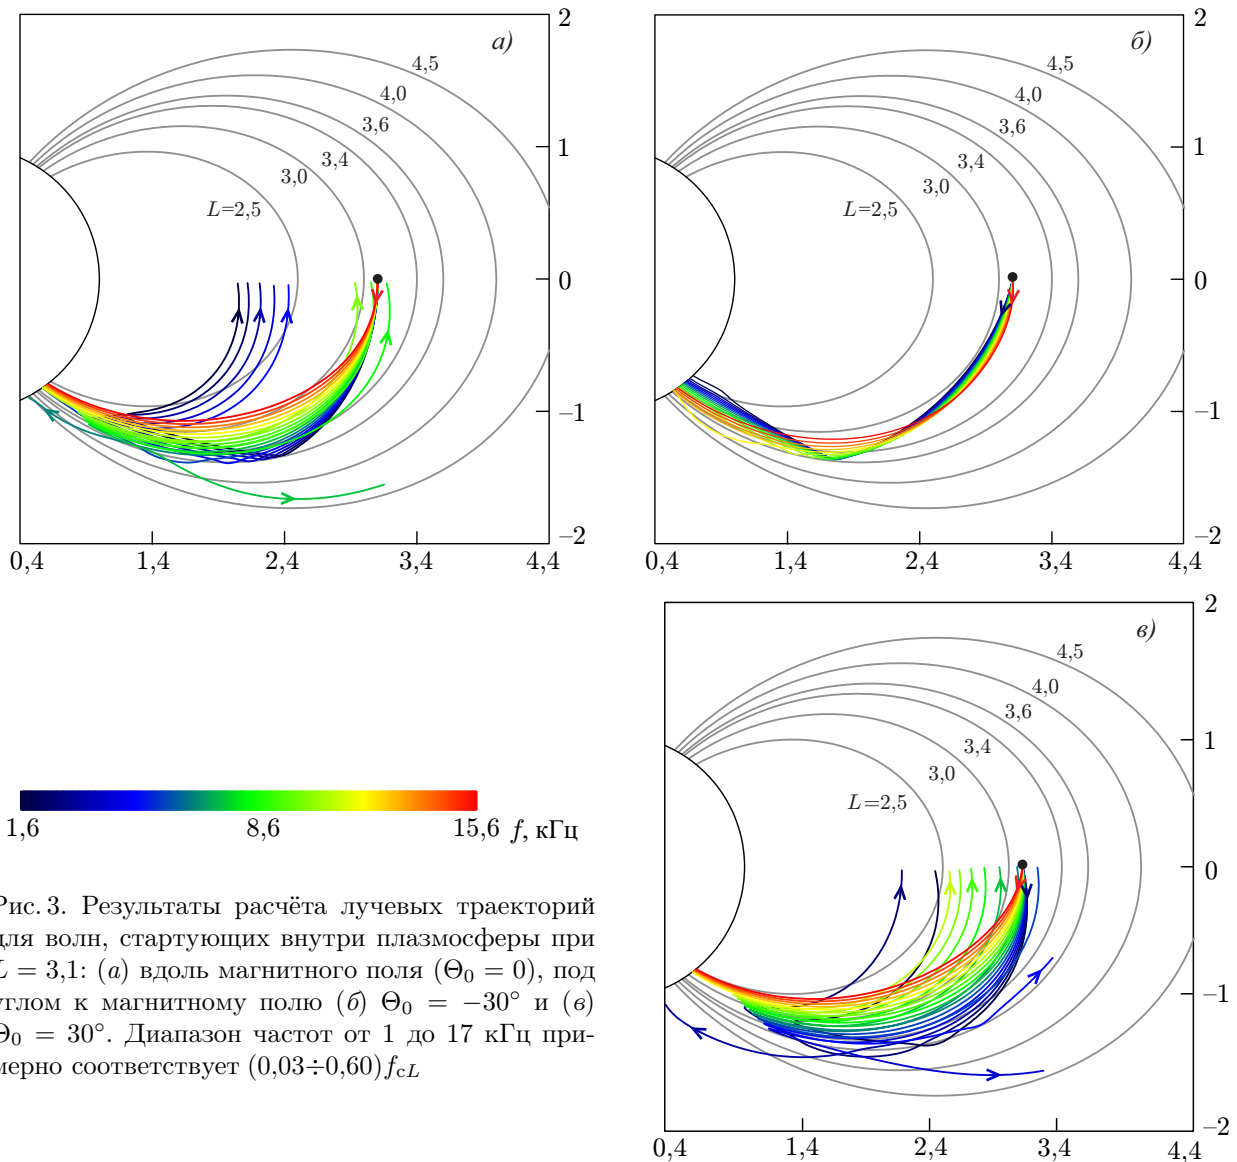 а)
4,5
4,0
3,6
3,4
3,0
L=2,5
2
1
0
−1
−2
0,4 1,4 2,4 3,4 4,4
б)
4,5
4,0
3,6
3,4
3,0
L=2,5
2
1
0
−1
−2
0,4 1,4 2,4 3,4 4,4
1,6 8,6 15,6 f, кГц
Рис. 3. Результаты расчёта лучевых траекторий
для волн, стартующих внутри плазмосферы при
L = 3,1: (а) вдоль магнитного поля (Θ₀ = 0), под
углом к магнитному полю (б) Θ₀ = −30° и (в)
Θ₀ = 30°. Диапазон частот от 1 до 17 кГц при-
мерно соответствует (0,03÷0,60)f_cL
в)
4,5
4,0
3,6
3,4
3,0
L=2,5
2
1
0
−1
−2
0,4 1,4 2,4 3,4 4,4